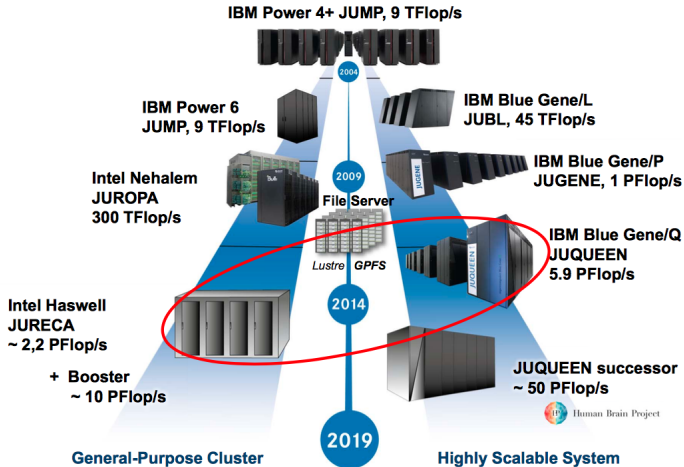 IBM Power 4+ JUMP, 9 TFlop/s
2004
IBM Power 6
JUMP, 9 TFlop/s
IBM Blue Gene/L
JUBL, 45 TFlop/s
Intel Nehalem
JUROPA
300 TFlop/s
2009
File Server
Lustre GPFS
JUGENE
IBM Blue Gene/P
JUGENE, 1 PFlop/s
JUQUEEN
IBM Blue Gene/Q
JUQUEEN
5.9 PFlop/s
Intel Haswell
JURECA
~ 2,2 PFlop/s
+ Booster
~ 10 PFlop/s
2014
JUQUEEN successor
~ 50 PFlop/s
Human Brain Project
2019
General-Purpose Cluster
Highly Scalable System